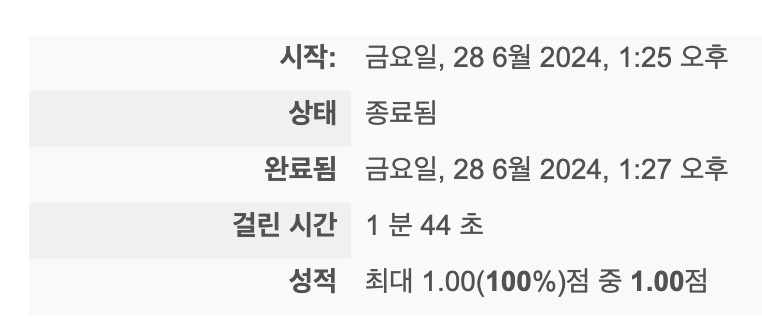 시작: 금요일, 28 6월 2024, 1:25 오후
상태 종료됨
완료됨 금요일, 28 6월 2024, 1:27 오후
걸린 시간 1 분 44 초
성적 최대 1.00(100%)점 중 1.00점